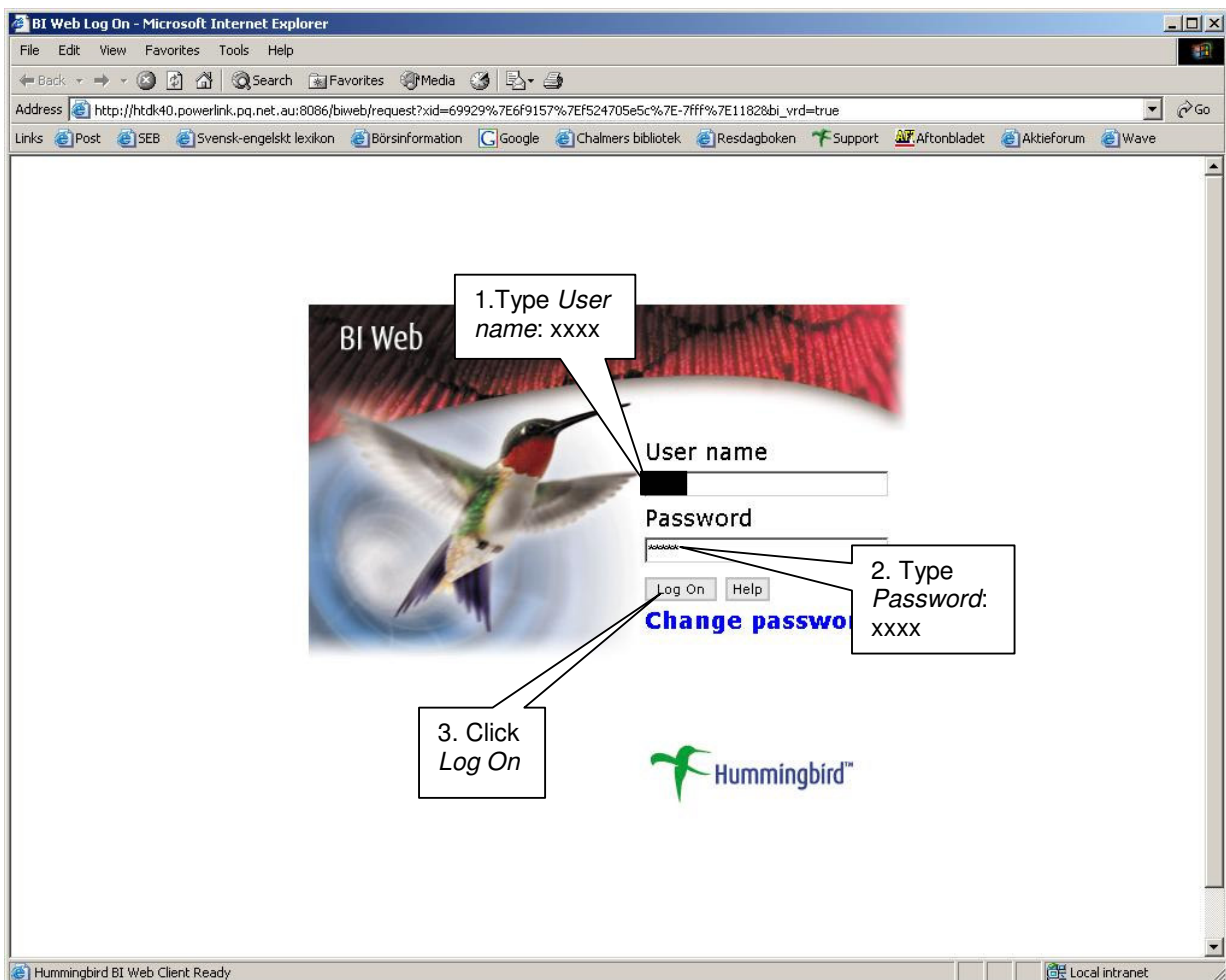 BI Web Log On - Microsoft Internet Explorer
File Edit View Favorites Tools Help
Back Search Favorites Media
Address http://htdk40.powerlink.pq.net.au:8086/biweb/request?xid=69929%7E6f9157%7Ef524705e5c%7E-7fff%7E1182&bi_vrd=true Go
Links Post SEB Svensk-engelskt lexikon Börsinformation Google Chalmers bibliotek Resdagboken Support Aftonbladet Aktieforum Wave
1.Type User
name: xxxx
BI Web
User name
Password
*****
2. Type
Password:
xxxx
Log On Help
Change passwo
3. Click
Log On
Hummingbird™
Hummingbird BI Web Client Ready Local intranet